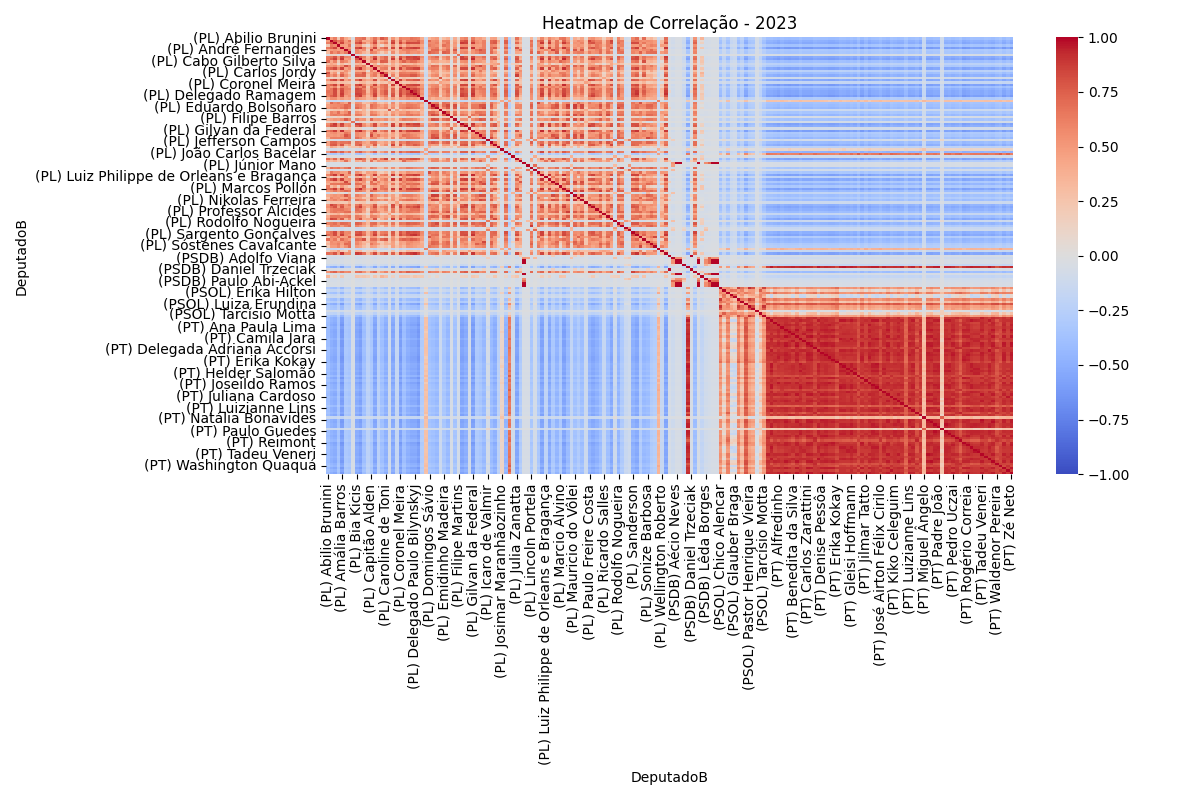 Heatmap de Correlação - 2023
DeputadoB
(PL) Abilio Brunini
(PL) André Fernandes
(PL) Cabo Gilberto Silva
(PL) Carlos Jordy
(PL) Coronel Meira
(PL) Delegado Ramagem
(PL) Eduardo Bolsonaro
(PL) Filipe Barros
(PL) Gilvan da Federal
(PL) Jefferson Campos
(PL) João Carlos Bacelar
(PL) Júnior Mano
(PL) Luiz Philippe de Orleans e Bragança
(PL) Marcos Pollon
(PL) Nikolas Ferreira
(PL) Professor Alcides
(PL) Rodolfo Nogueira
(PL) Sargento Gonçalves
(PL) Sóstenes Cavalcante
(PSDB) Adolfo Viana
(PSDB) Daniel Trzeciak
(PSDB) Paulo Abi-Ackel
(PSOL) Erika Hilton
(PSOL) Luiza Erundina
(PSOL) Tarcísio Motta
(PT) Ana Paula Lima
(PT) Camila Jara
(PT) Delegada Adriana Accorsi
(PT) Erika Kokay
(PT) Helder Salomão
(PT) Joseildo Ramos
(PT) Juliana Cardoso
(PT) Luizianne Lins
(PT) Natália Bonavides
(PT) Paulo Guedes
(PT) Reimont
(PT) Tadeu Veneri
(PT) Washington Quaquá
(PL) Abilio Brunini
(PL) Amália Barros
(PL) Bia Kicis
(PL) Capitão Alden
(PL) Caroline de Toni
(PL) Coronel Meira
(PL) Delegado Paulo Bilynskyj
(PL) Domingos Sávio
(PL) Emidinho Madeira
(PL) Filipe Martins
(PL) Gilvan da Federal
(PL) Icaro de Valmir
(PL) Josimar Maranhãozinho
(PL) Julia Zanatta
(PL) Lincoln Portela
(PL) Luiz Philippe de Orleans e Bragança
(PL) Marcio Alvino
(PL) Mauricio do Vôlei
(PL) Paulo Freire Costa
(PL) Ricardo Salles
(PL) Rodolfo Nogueira
(PL) Sanderson
(PL) Sonize Barbosa
(PL) Wellington Roberto
(PSDB) Aécio Neves
(PSDB) Daniel Trzeciak
(PSDB) Lêda Borges
(PSOL) Chico Alencar
(PSOL) Glauber Braga
(PSOL) Pastor Henrique Vieira
(PSOL) Tarcísio Motta
(PT) Alfredinho
(PT) Benedita da Silva
(PT) Carlos Zarattini
(PT) Denise Pessôa
(PT) Erika Kokay
(PT) Gleisi Hoffmann
(PT) Jilmar Tatto
(PT) José Airton Félix Cirilo
(PT) Kiko Celeguim
(PT) Luizianne Lins
(PT) Miguel Ângelo
(PT) Padre João
(PT) Pedro Uczai
(PT) Rogério Correia
(PT) Tadeu Veneri
(PT) Waldenor Pereira
(PT) Zé Neto
DeputadoB
1.00
0.75
0.50
0.25
0.00
−0.25
−0.50
−0.75
−1.00